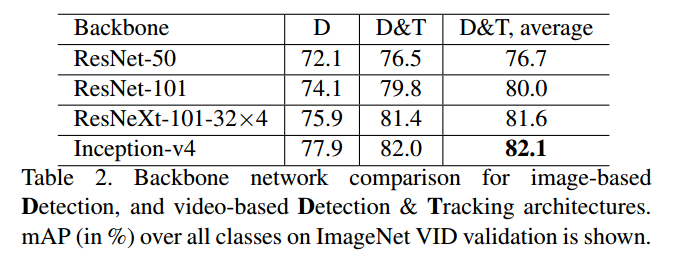 Backbone D D&T D&T, average
ResNet-50 72.1 76.5 76.7
ResNet-101 74.1 79.8 80.0
ResNeXt-101-32×4 75.9 81.4 81.6
Inception-v4 77.9 82.0 82.1
Table 2. Backbone network comparison for image-based
Detection, and video-based Detection & Tracking architectures.
mAP (in %) over all classes on ImageNet VID validation is shown.